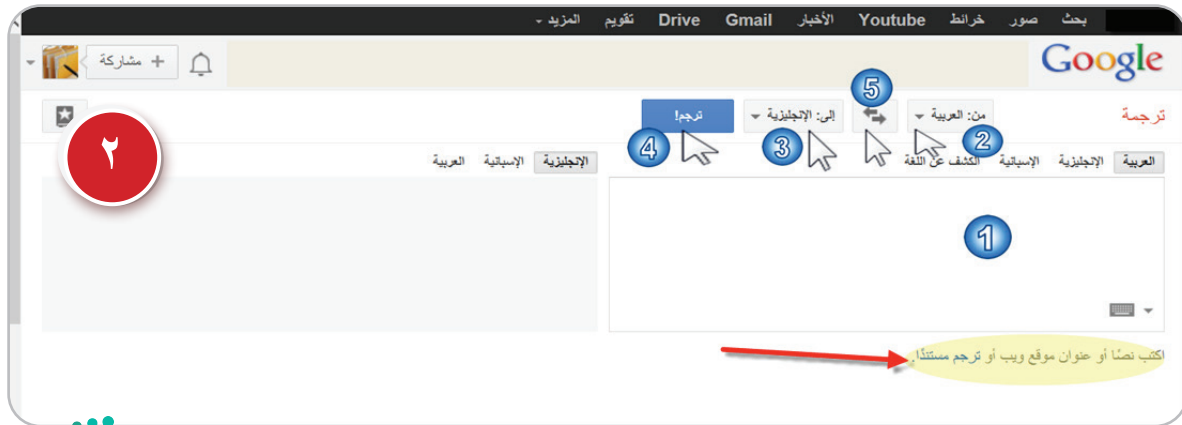 بحث صور خرائط Youtube الأخبار Gmail Drive تقويم المزيد
Google
+ مشاركة
ترجمة
من: العربية
إلى: الإنجليزية
ترجم!
5
2
3
4
٢
العربية الإنجليزية الإسبانية الكشف عن اللغة
الإنجليزية الإسبانية العربية
1
اكتب نصًا أو عنوان موقع ويب أو ترجم مستندًا.